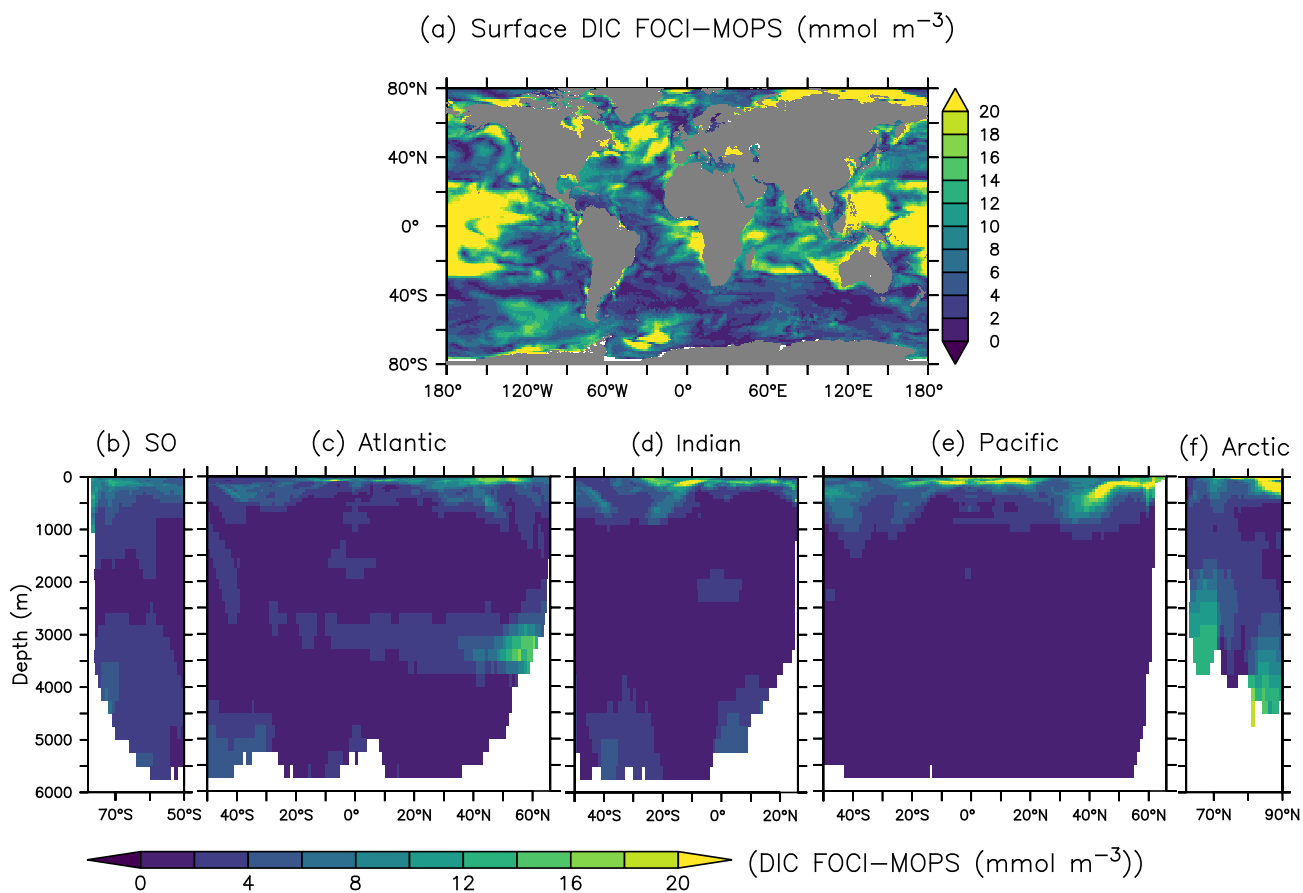 (a) Surface DIC FOCI−MOPS (mmol m−3)
80°N
40°N
0°
40°S
80°S
180° 120°W 60°W 0° 60°E 120°E 180°
20
18
16
14
12
10
8
6
4
2
0
(b) SO (c) Atlantic (d) Indian (e) Pacific (f) Arctic
Depth (m)
0
1000
2000
3000
4000
5000
6000
70°S 50°S 40°S 20°S 0° 20°N 40°N 60°N 40°S 20°S 0° 20°N 40°S 20°S 0° 20°N 40°N 60°N 70°N 90°N
0 4 8 12 16 20
(DIC FOCI−MOPS (mmol m−3))